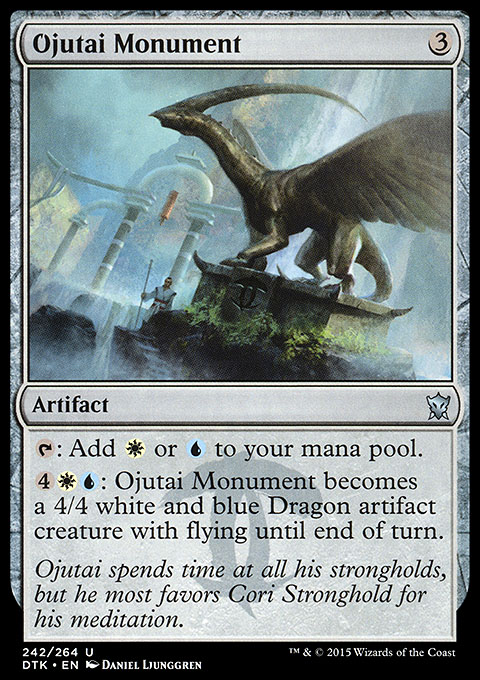 Ojutai Monument 3
Artifact
: Add or to your mana pool.
4 : Ojutai Monument becomes
a 4/4 white and blue Dragon artifact
creature with flying until end of turn.
Ojutai spends time at all his strongholds,
but he most favors Cori Stronghold for
his meditation.
242/264 U
DTK • EN Daniel Ljunggren
™ & © 2015 Wizards of the Coast